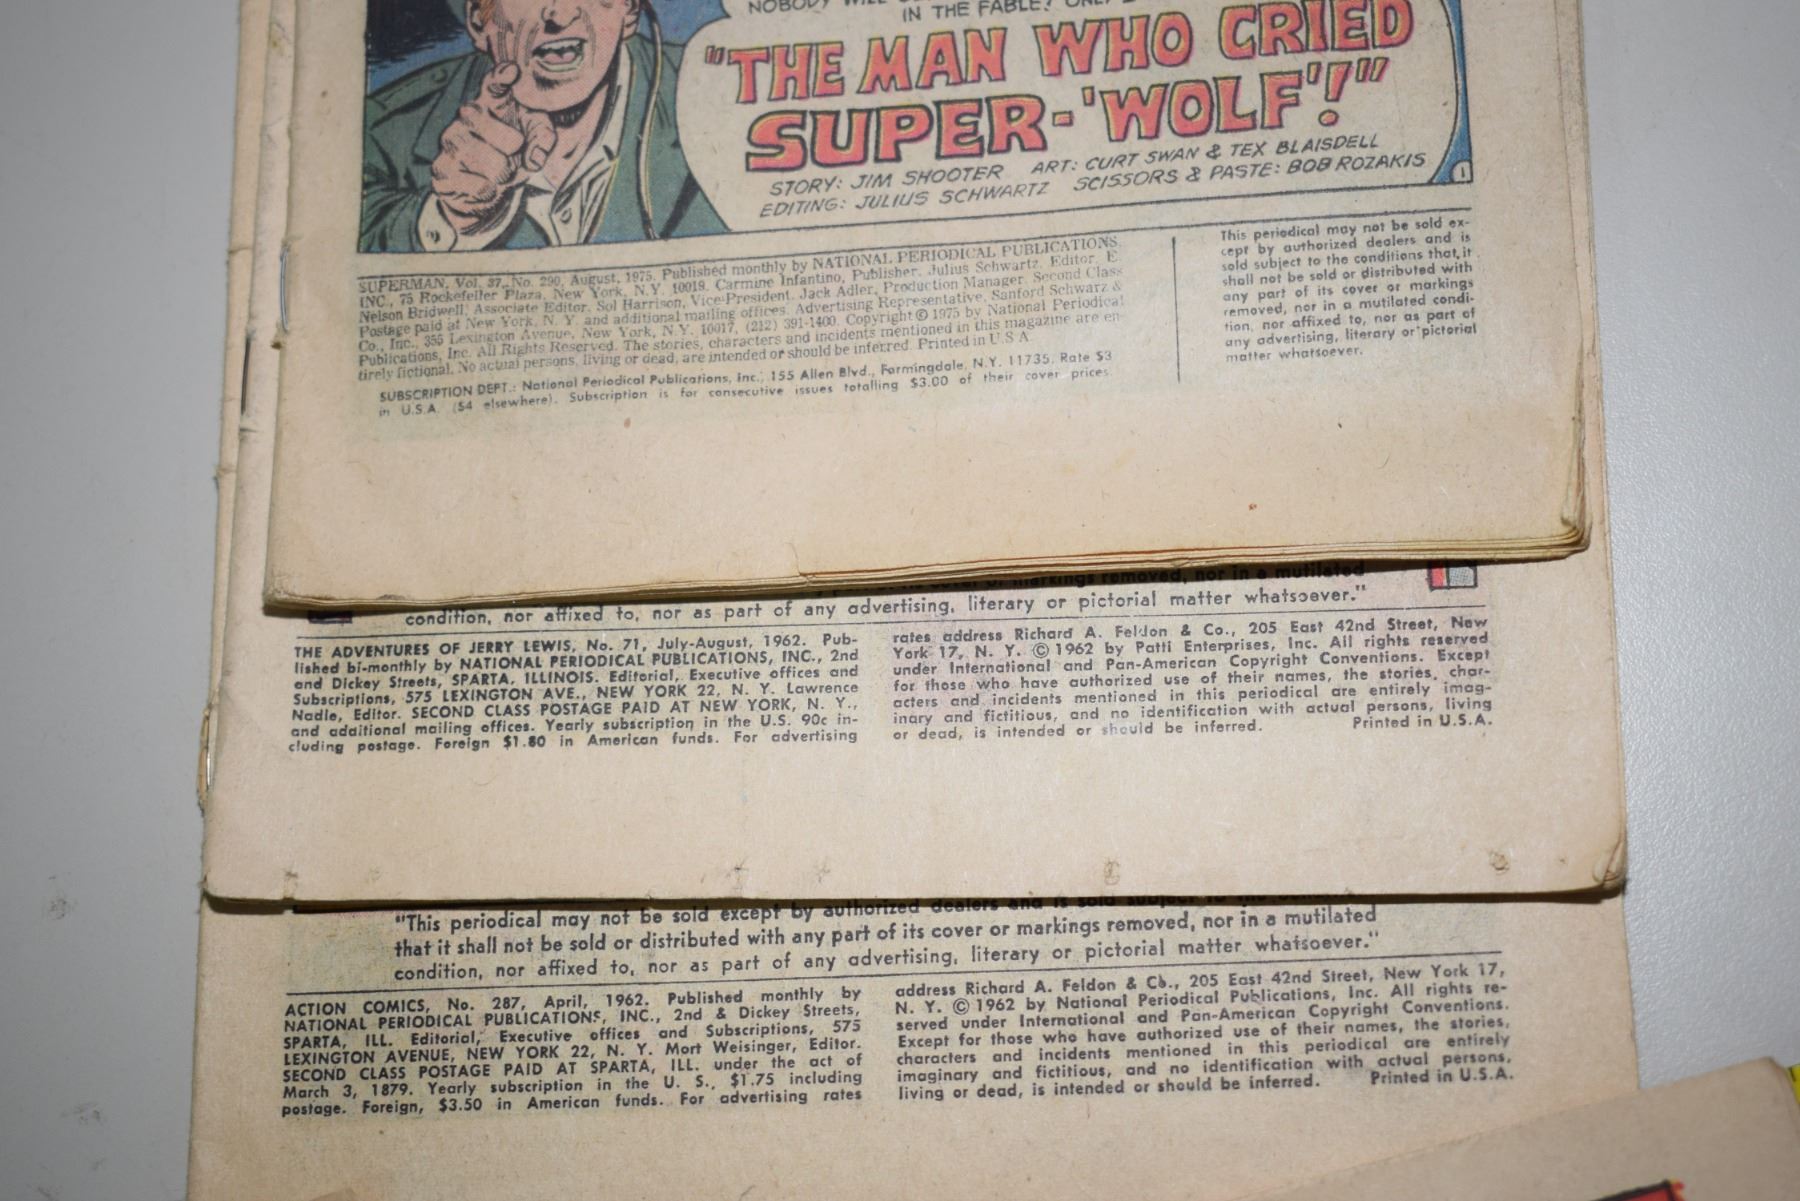 NOBODY WILL
IN THE FABLE?
"THE MAN WHO CRIED
SUPER-'WOLF'!"
STORY: JIM SHOOTER ART: CURT SWAN & TEX BLAISDELL
EDITING: JULIUS SCHWARTZ SCISSORS & PASTE: BOB ROZAKIS
1
SUPERMAN, Vol. 37, No. 290, August, 1975. Published monthly by NATIONAL PERIODICAL PUBLICATIONS,
INC., 75 Rockefeller Plaza, New York, N.Y. 10019. Carmine Infantino, Publisher. Julius Schwartz, Editor. E.
Nelson Bridwell, Associate Editor. Sol Harrison, Vice-President. Jack Adler, Production Manager. Second Class
Postage paid at New York, N. Y. and additional mailing offices. Advertising Representative, Sanford Schwartz &
Co., Inc., 355 Lexington Avenue, New York, N.Y. 10017, (212) 391-1400. Copyright © 1975 by National Periodical
Publications, Inc. All Rights Reserved. The stories, characters and incidents mentioned in this magazine are en-
tirely fictional. No actual persons, living or dead, are intended or should be inferred. Printed in U.S.A.
SUBSCRIPTION DEPT.: National Periodical Publications, Inc., 155 Allen Blvd., Farmingdale, N.Y. 11735. Rate $3
in U.S.A. ($4 elsewhere). Subscription is for consecutive issues totalling $3.00 of their cover prices.
This periodical may not be sold ex-
cept by authorized dealers and is
sold subject to the conditions that it
shall not be sold or distributed with
any part of its cover or markings
removed, nor in a mutilated condi-
tion, nor affixed to, nor as part of
any advertising, literary or pictorial
matter whatsoever.
cover or markings removed, nor in a mutilated
condition, nor affixed to, nor as part of any advertising, literary or pictorial matter whatsoever."
THE ADVENTURES OF JERRY LEWIS, No. 71, July-August, 1962. Pub-
lished bi-monthly by NATIONAL PERIODICAL PUBLICATIONS, INC., 2nd
and Dickey Streets, SPARTA, ILLINOIS. Editorial, Executive offices and
Subscriptions, 575 LEXINGTON AVE., NEW YORK 22, N. Y. Lawrence
Nadle, Editor. SECOND CLASS POSTAGE PAID AT NEW YORK, N. Y.,
and additional mailing offices. Yearly subscription in the U.S. 90c in-
cluding postage. Foreign $1.80 in American funds. For advertising
rates address Richard A. Feldon & Co., 205 East 42nd Street, New
York 17, N. Y. © 1962 by Patti Enterprises, Inc. All rights reserved
under International and Pan-American Copyright Conventions. Except
for those who have authorized use of their names, the stories, char-
acters and incidents mentioned in this periodical are entirely imag-
inary and fictitious, and no identification with actual persons, living
or dead, is intended or should be inferred. Printed in U.S.A.
"This periodical may not be sold except by authorized dealers and is sold subject to the
that it shall not be sold or distributed with any part of its cover or markings removed, nor in a mutilated
condition, nor affixed to, nor as part of any advertising, literary or pictorial matter whatsoever."
ACTION COMICS, No. 287, April, 1962. Published monthly by
NATIONAL PERIODICAL PUBLICATIONS, INC., 2nd & Dickey Streets,
SPARTA, ILL. Editorial, Executive offices and Subscriptions, 575
LEXINGTON AVENUE, NEW YORK 22, N. Y. Mort Weisinger, Editor.
SECOND CLASS POSTAGE PAID AT SPARTA, ILL. under the act of
March 3, 1879. Yearly subscription in the U. S., $1.75 including
postage. Foreign, $3.50 in American funds. For advertising rates
address Richard A. Feldon & Co., 205 East 42nd Street, New York 17,
N. Y. © 1962 by National Periodical Publications, Inc. All rights re-
served under International and Pan-American Copyright Conventions.
Except for those who have authorized use of their names, the stories,
characters and incidents mentioned in this periodical are entirely
imaginary and fictitious, and no identification with actual persons,
living or dead, is intended or should be inferred. Printed in U.S.A.